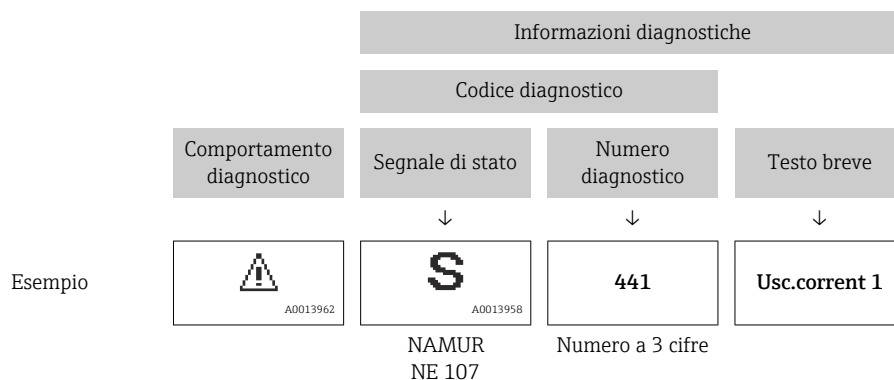 Informazioni diagnostiche
Codice diagnostico
Comportamento
diagnostico
Segnale di stato
Numero
diagnostico
Testo breve
↓ ↓ ↓
Esempio
A0013962
S
A0013958
441
Usc.corrent 1
NAMUR
NE 107
Numero a 3 cifre